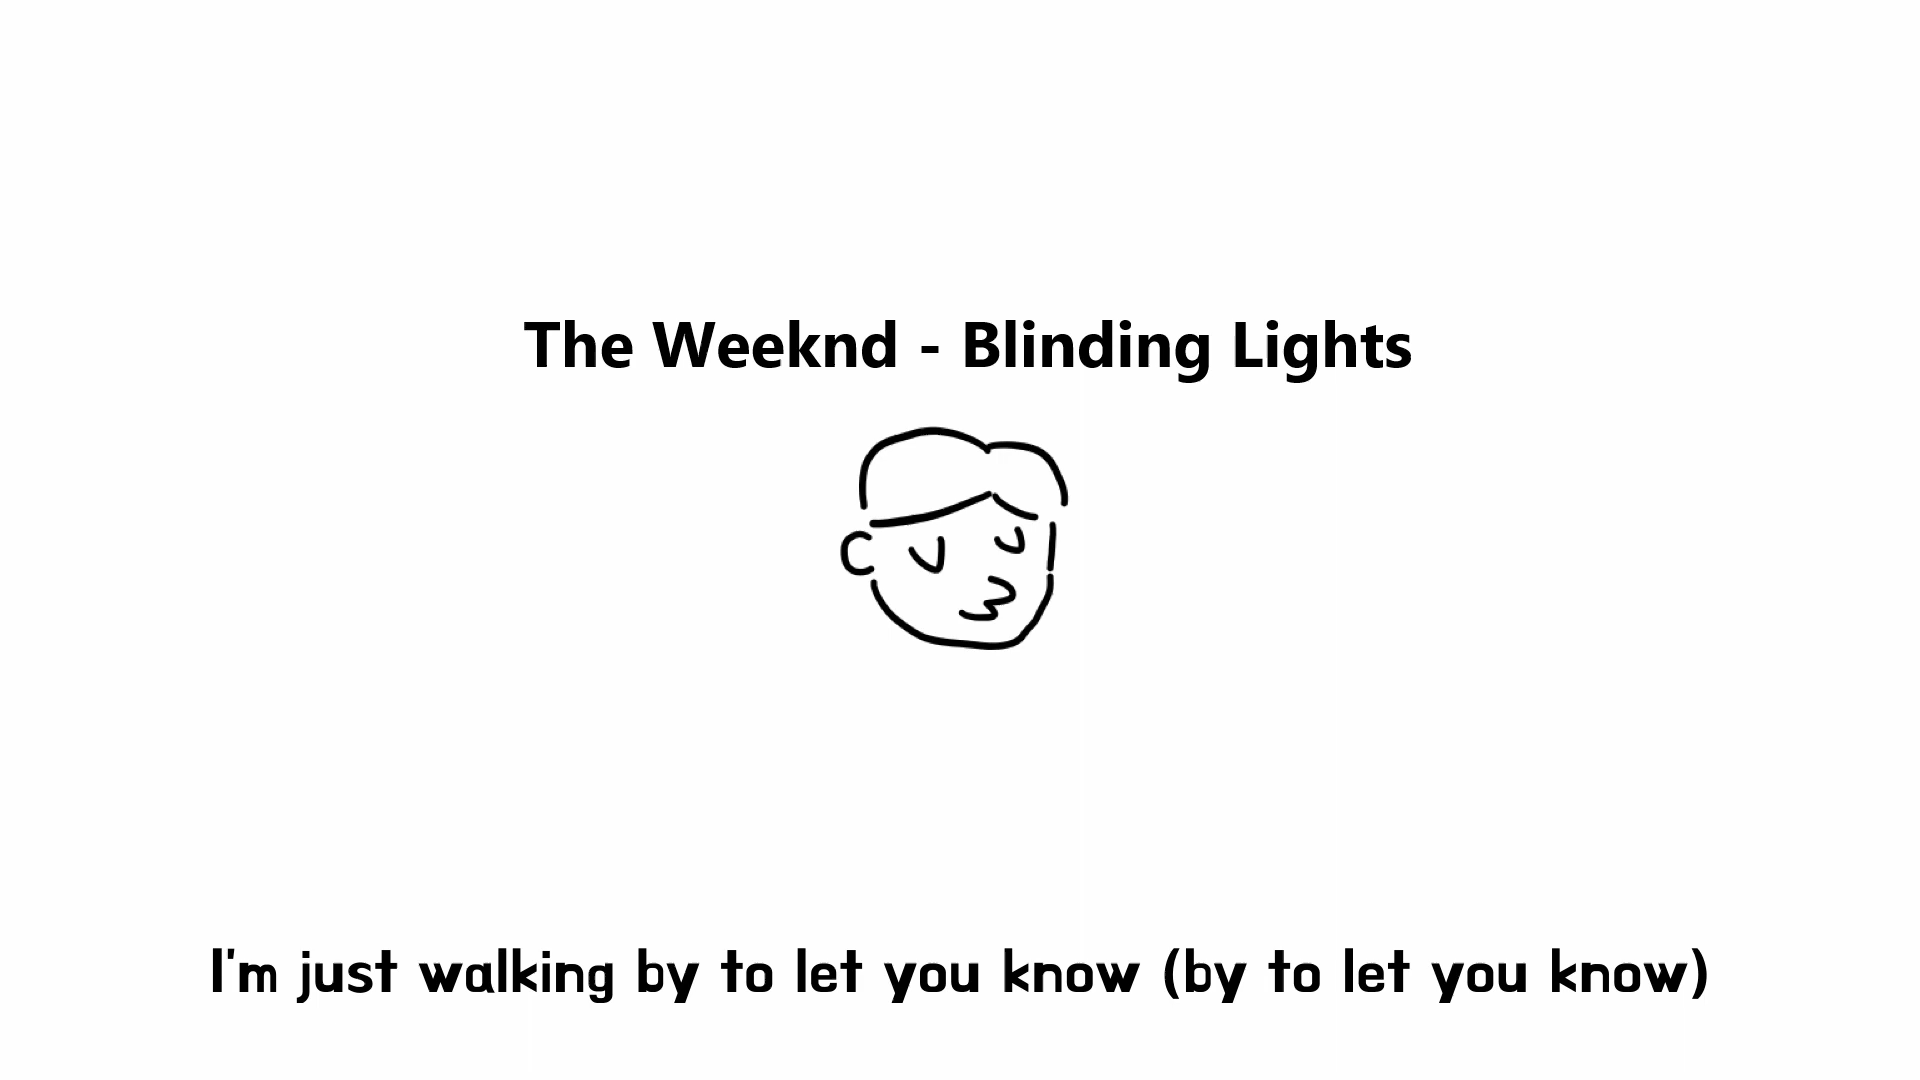 The Weeknd - Blinding Lights
I'm just walking by to let you know (by to let you know)